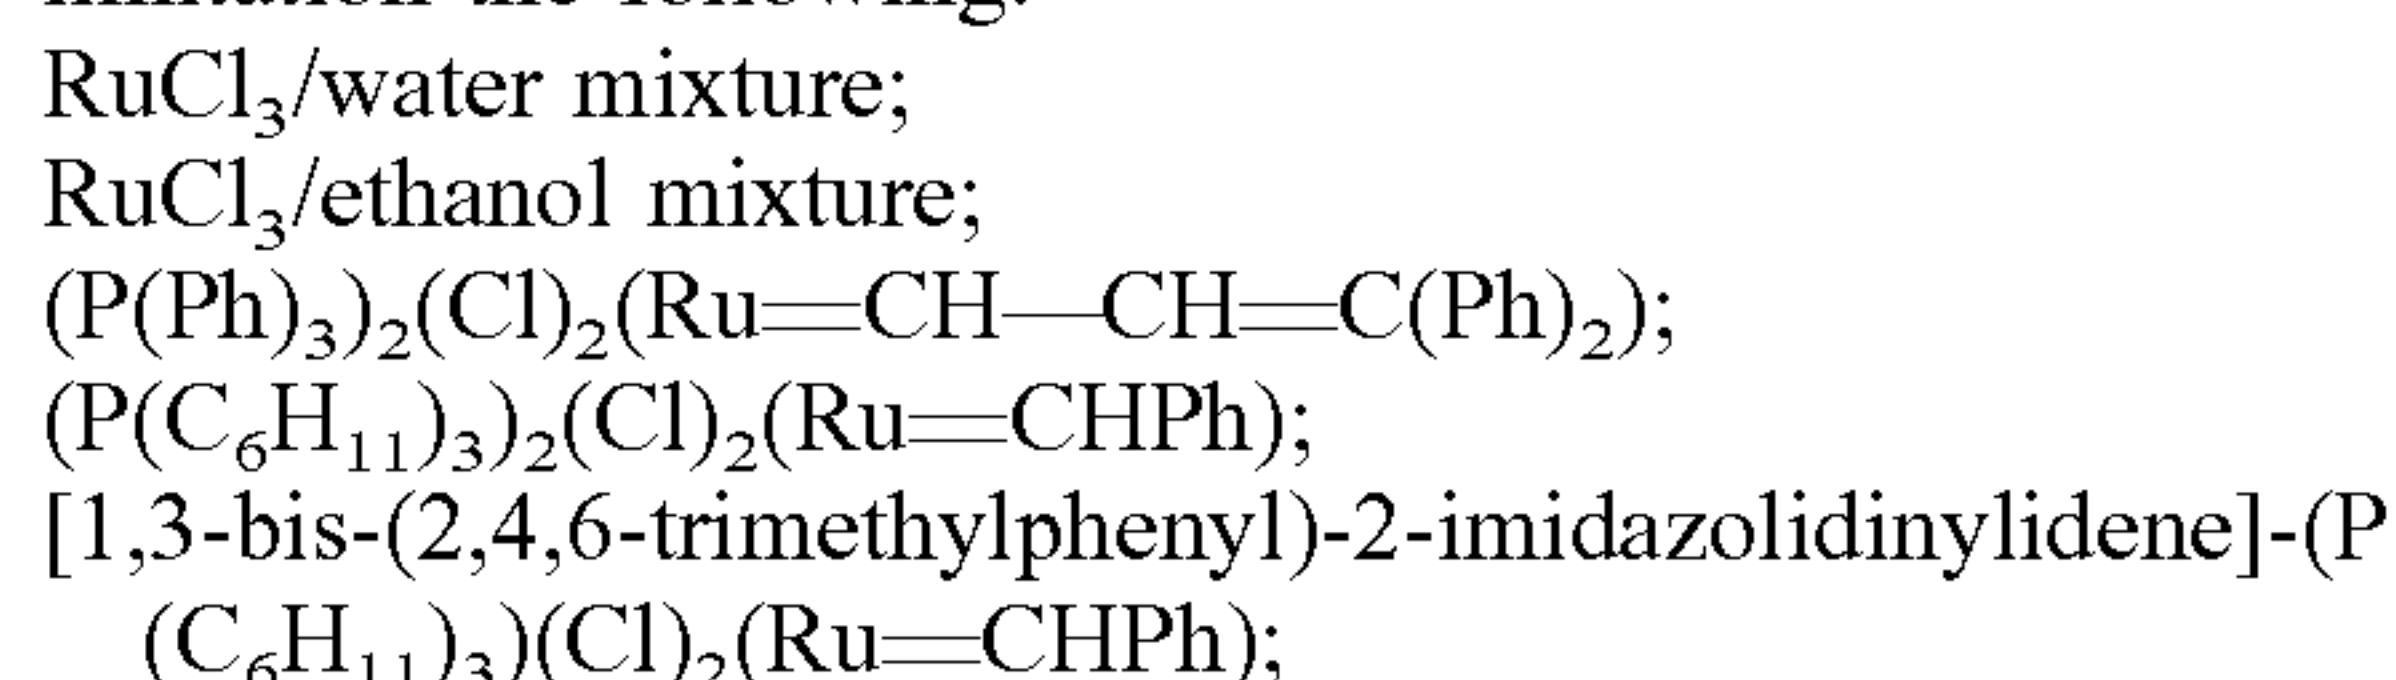 RuCl₃/water mixture;
RuCl₃/ethanol mixture;
(P(Ph)₃)₂(Cl)₂(Ru=CH—CH=C(Ph)₂);
(P(C₆H₁₁)₃)₂(Cl)₂(Ru=CHPh);
[1,3-bis-(2,4,6-trimethylphenyl)-2-imidazolidinylidene]-(P
(C₆H₁₁)₃)(Cl)₂(Ru=CHPh);